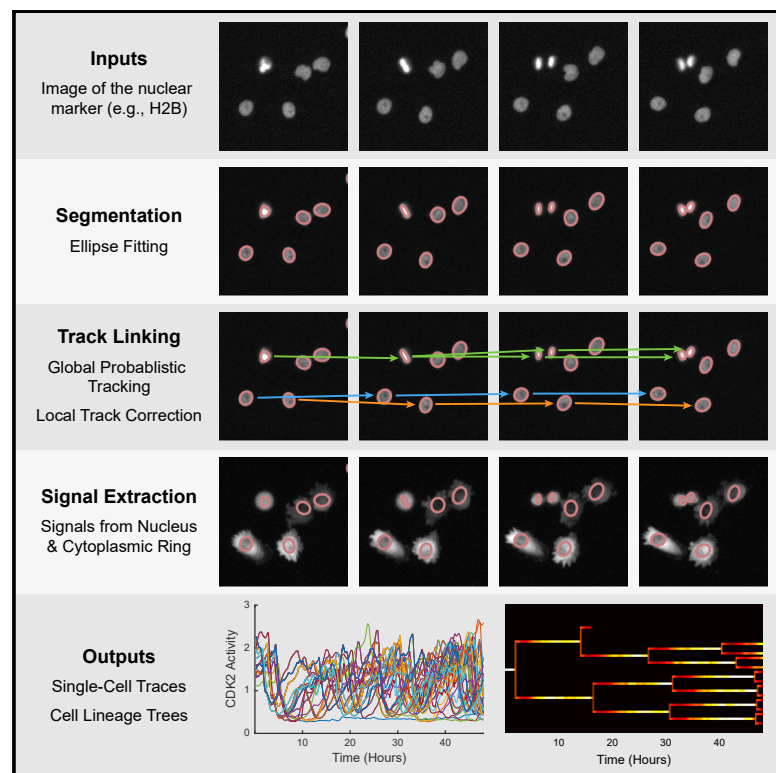 Inputs
Image of the nuclear
marker (e.g., H2B)
Segmentation
Ellipse Fitting
Track Linking
Global Probablistic
Tracking
Local Track Correction
Signal Extraction
Signals from Nucleus
& Cytoplasmic Ring
Outputs
Single-Cell Traces
Cell Lineage Trees
CDK2 Activity
3
2
1
0
0
10
20
30
40
Time (Hours)
10
20
30
40
Time (Hours)